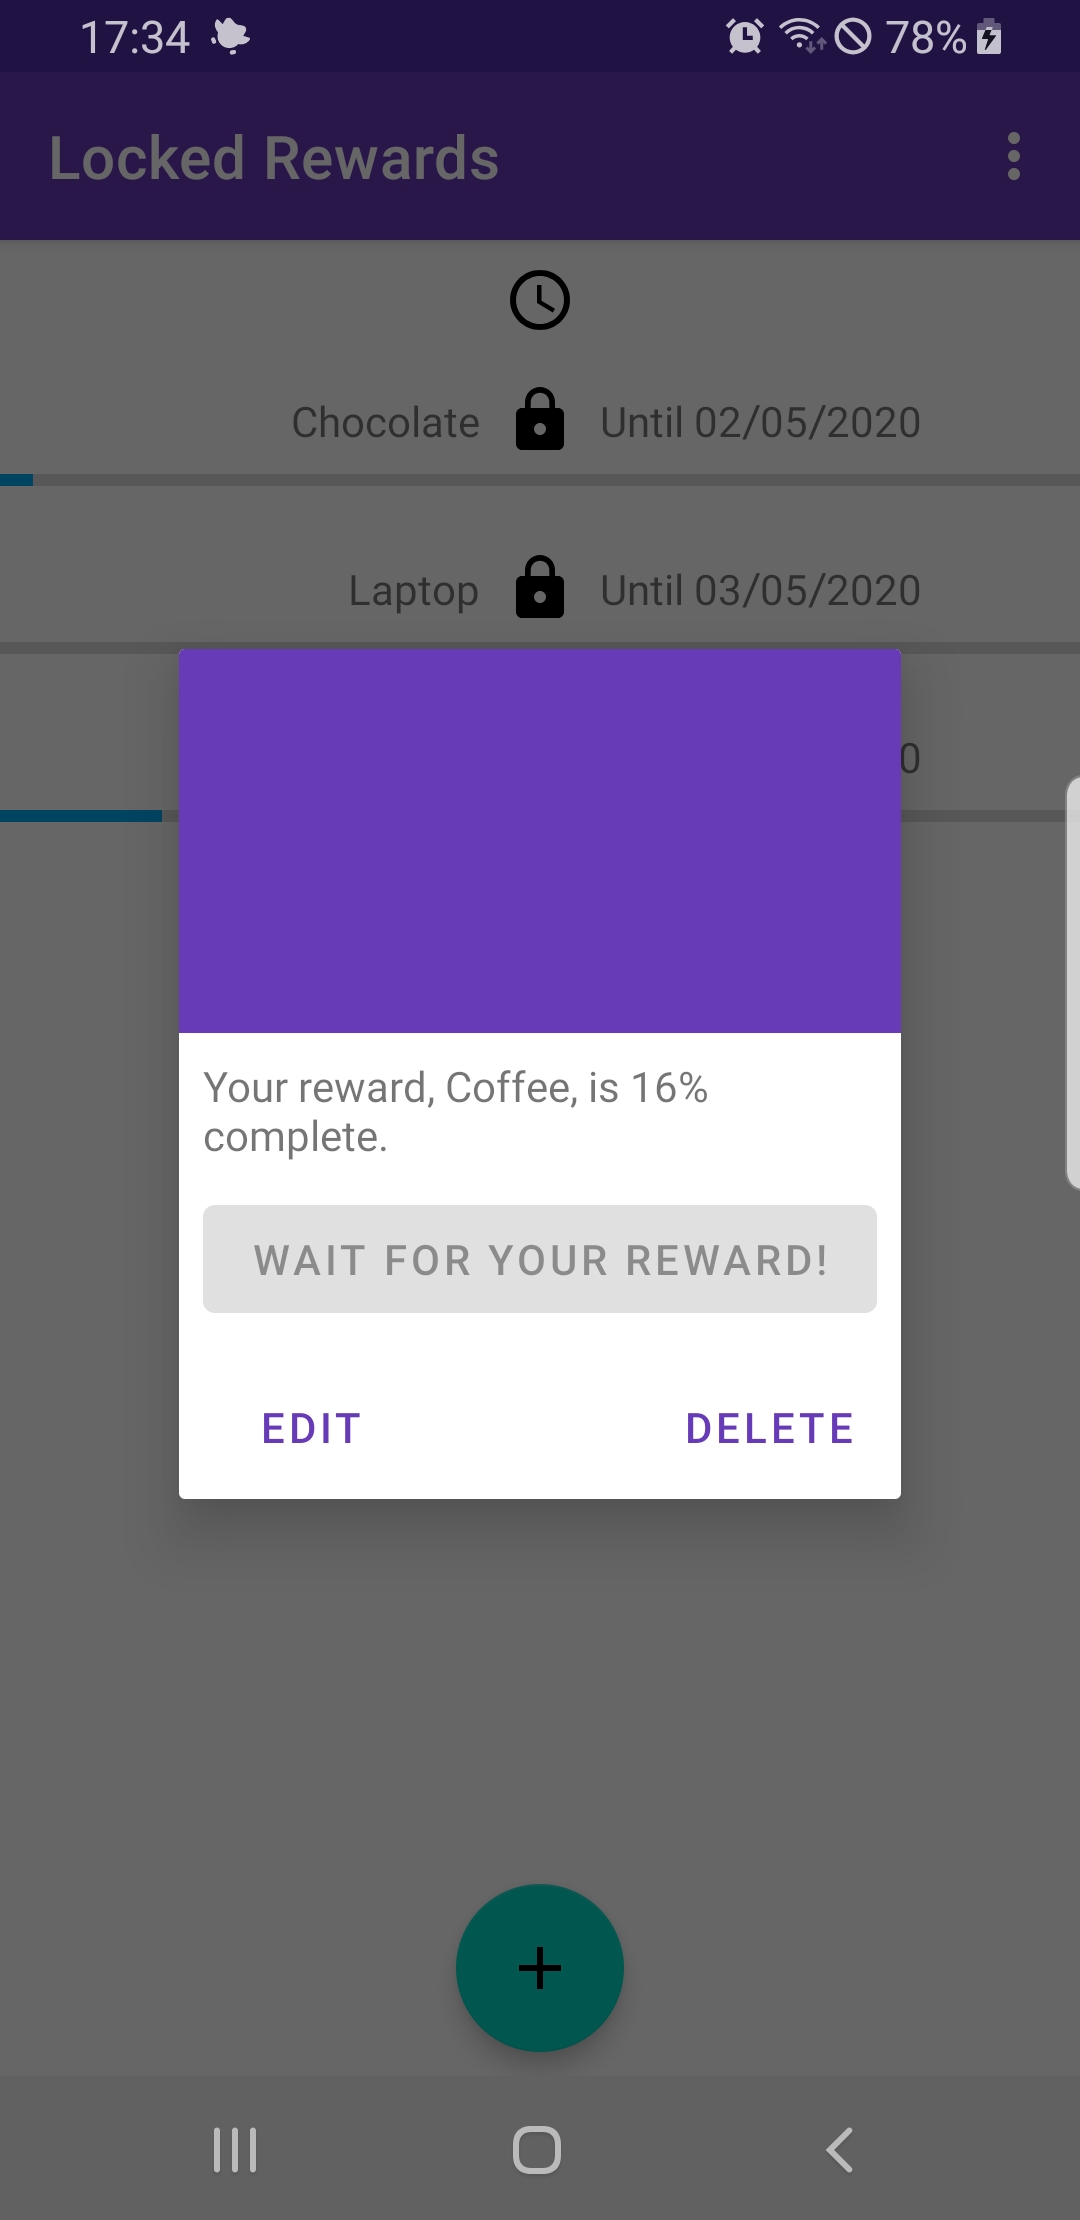 17:34 78%
Locked Rewards
Chocolate Until 02/05/2020
Laptop Until 03/05/2020
0
Your reward, Coffee, is 16%
complete.
WAIT FOR YOUR REWARD!
EDIT DELETE